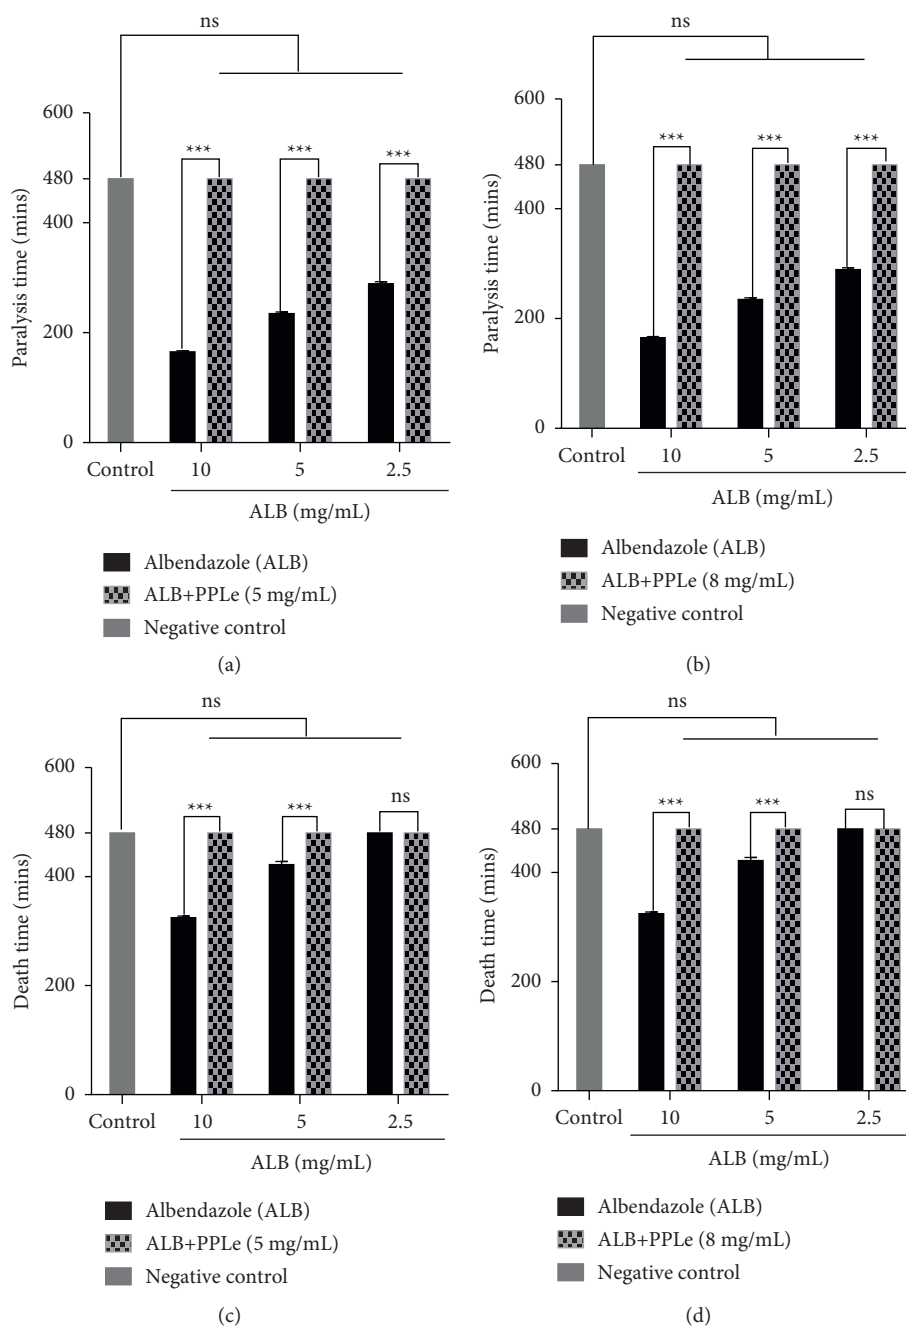 ns
600
480
400
200
0
Paralysis time (mins)
***
***
***
Control
10
5
2.5
ALB (mg/mL)
Albendazole (ALB)
ALB+PPLe (5 mg/mL)
Negative control
(a)
ns
600
480
400
200
0
Paralysis time (mins)
***
***
***
Control
10
5
2.5
ALB (mg/mL)
Albendazole (ALB)
ALB+PPLe (8 mg/mL)
Negative control
(b)
ns
600
480
400
200
0
Death time (mins)
***
***
ns
Control
10
5
2.5
ALB (mg/mL)
Albendazole (ALB)
ALB+PPLe (5 mg/mL)
Negative control
(c)
ns
600
480
400
200
0
Death time (mins)
***
***
ns
Control
10
5
2.5
ALB (mg/mL)
Albendazole (ALB)
ALB+PPLe (8 mg/mL)
Negative control
(d)